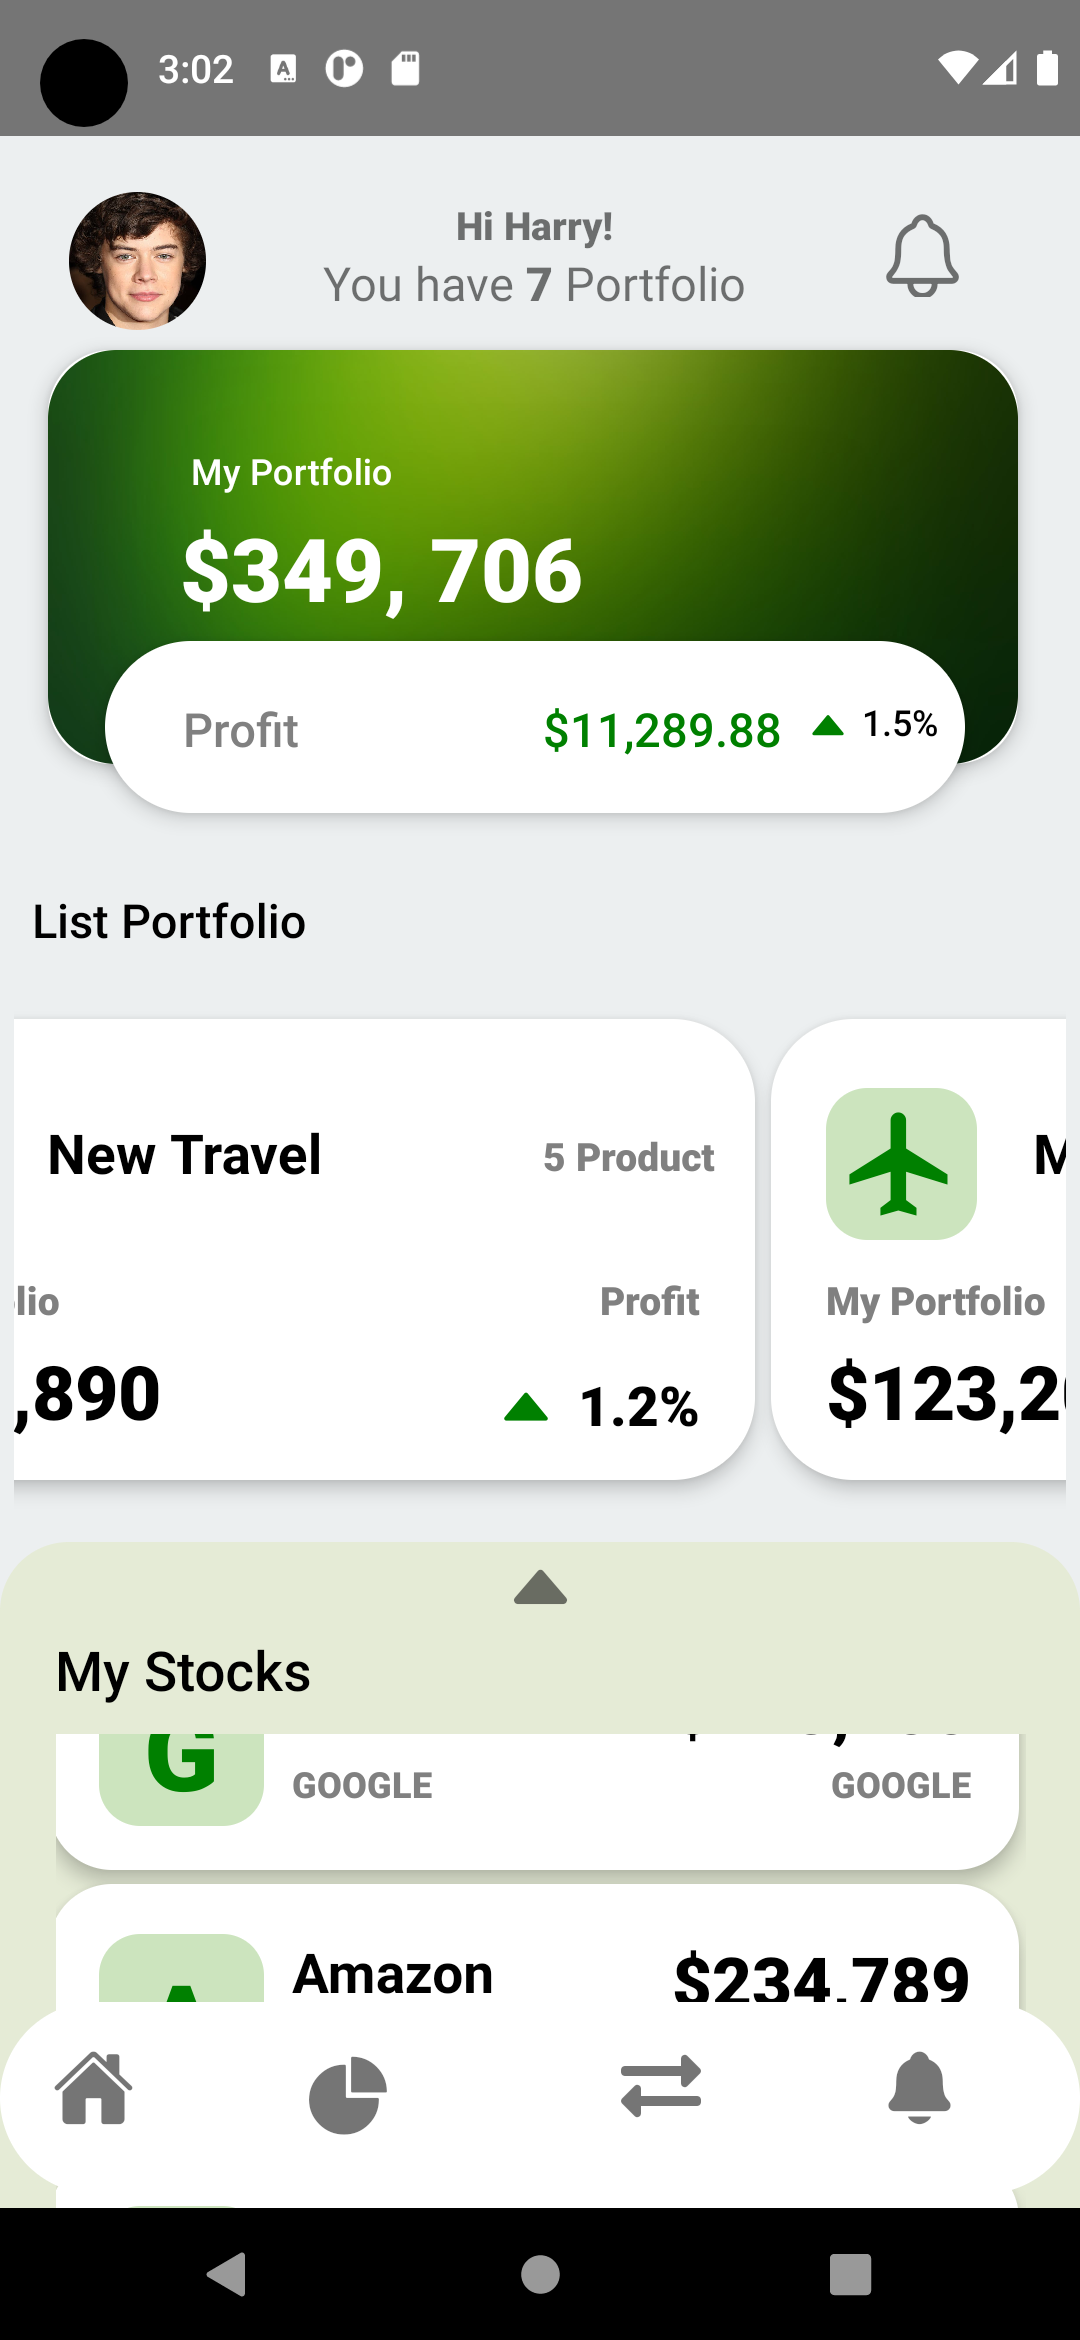 3:02
Hi Harry!
You have 7 Portfolio
My Portfolio
$349, 706
Profit $11,289.88 1.5%
List Portfolio
New Travel 5 Product
lio Profit My Portfolio
,890 1.2% $123,2
My Stocks
G
GOOGLE GOOGLE
Amazon $234,789